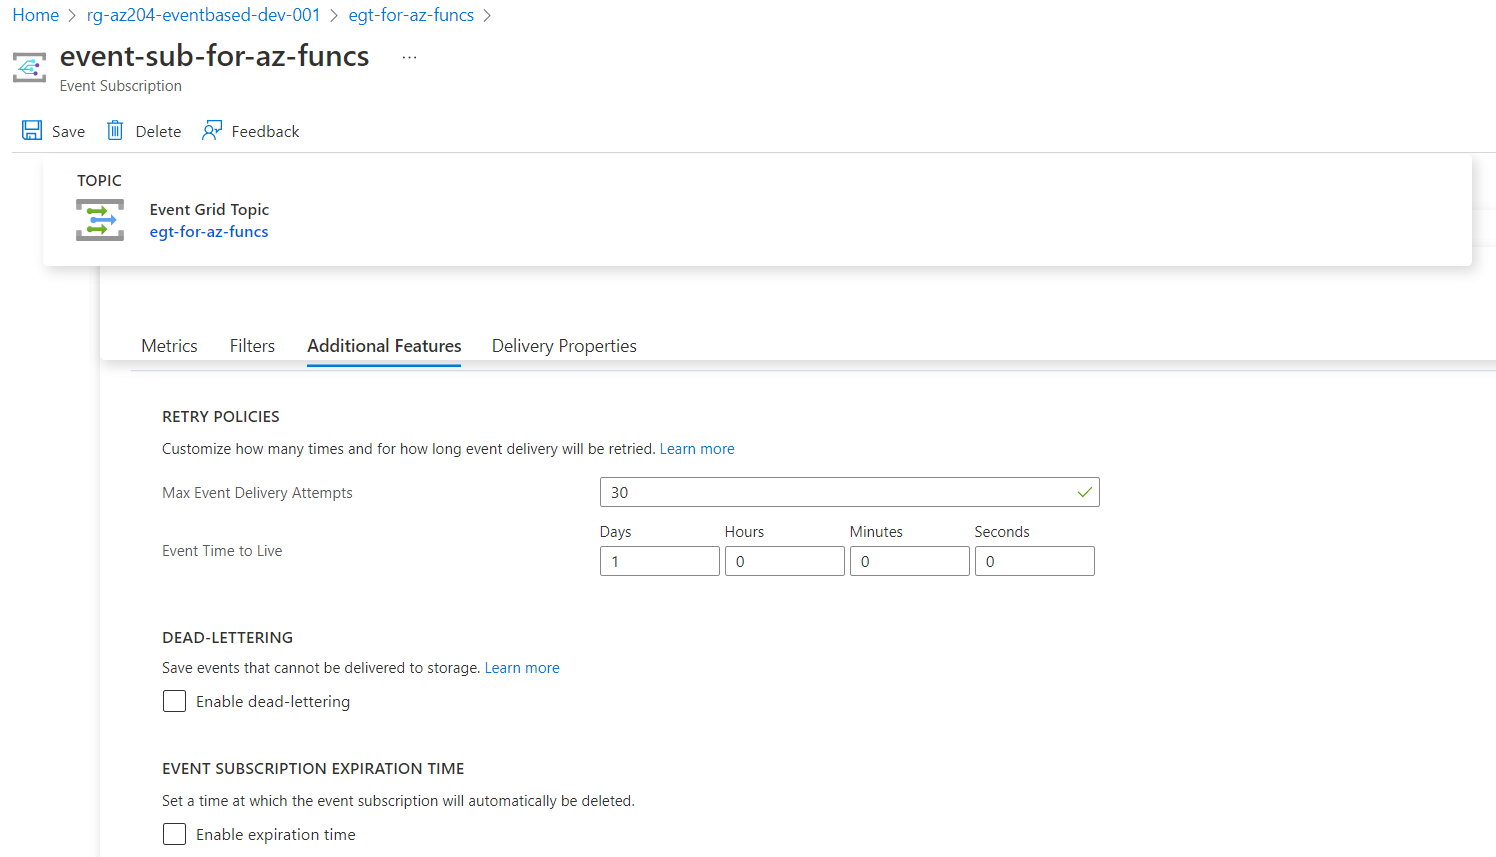 Home > rg-az204-eventbased-dev-001 > egt-for-az-funcs >
event-sub-for-az-funcs ...
Event Subscription
Save Delete Feedback
TOPIC
Event Grid Topic
egt-for-az-funcs
Metrics Filters Additional Features Delivery Properties
RETRY POLICIES
Customize how many times and for how long event delivery will be retried. Learn more
Max Event Delivery Attempts 30
Days Hours Minutes Seconds
Event Time to Live 1 0 0 0
DEAD-LETTERING
Save events that cannot be delivered to storage. Learn more
Enable dead-lettering
EVENT SUBSCRIPTION EXPIRATION TIME
Set a time at which the event subscription will automatically be deleted.
Enable expiration time